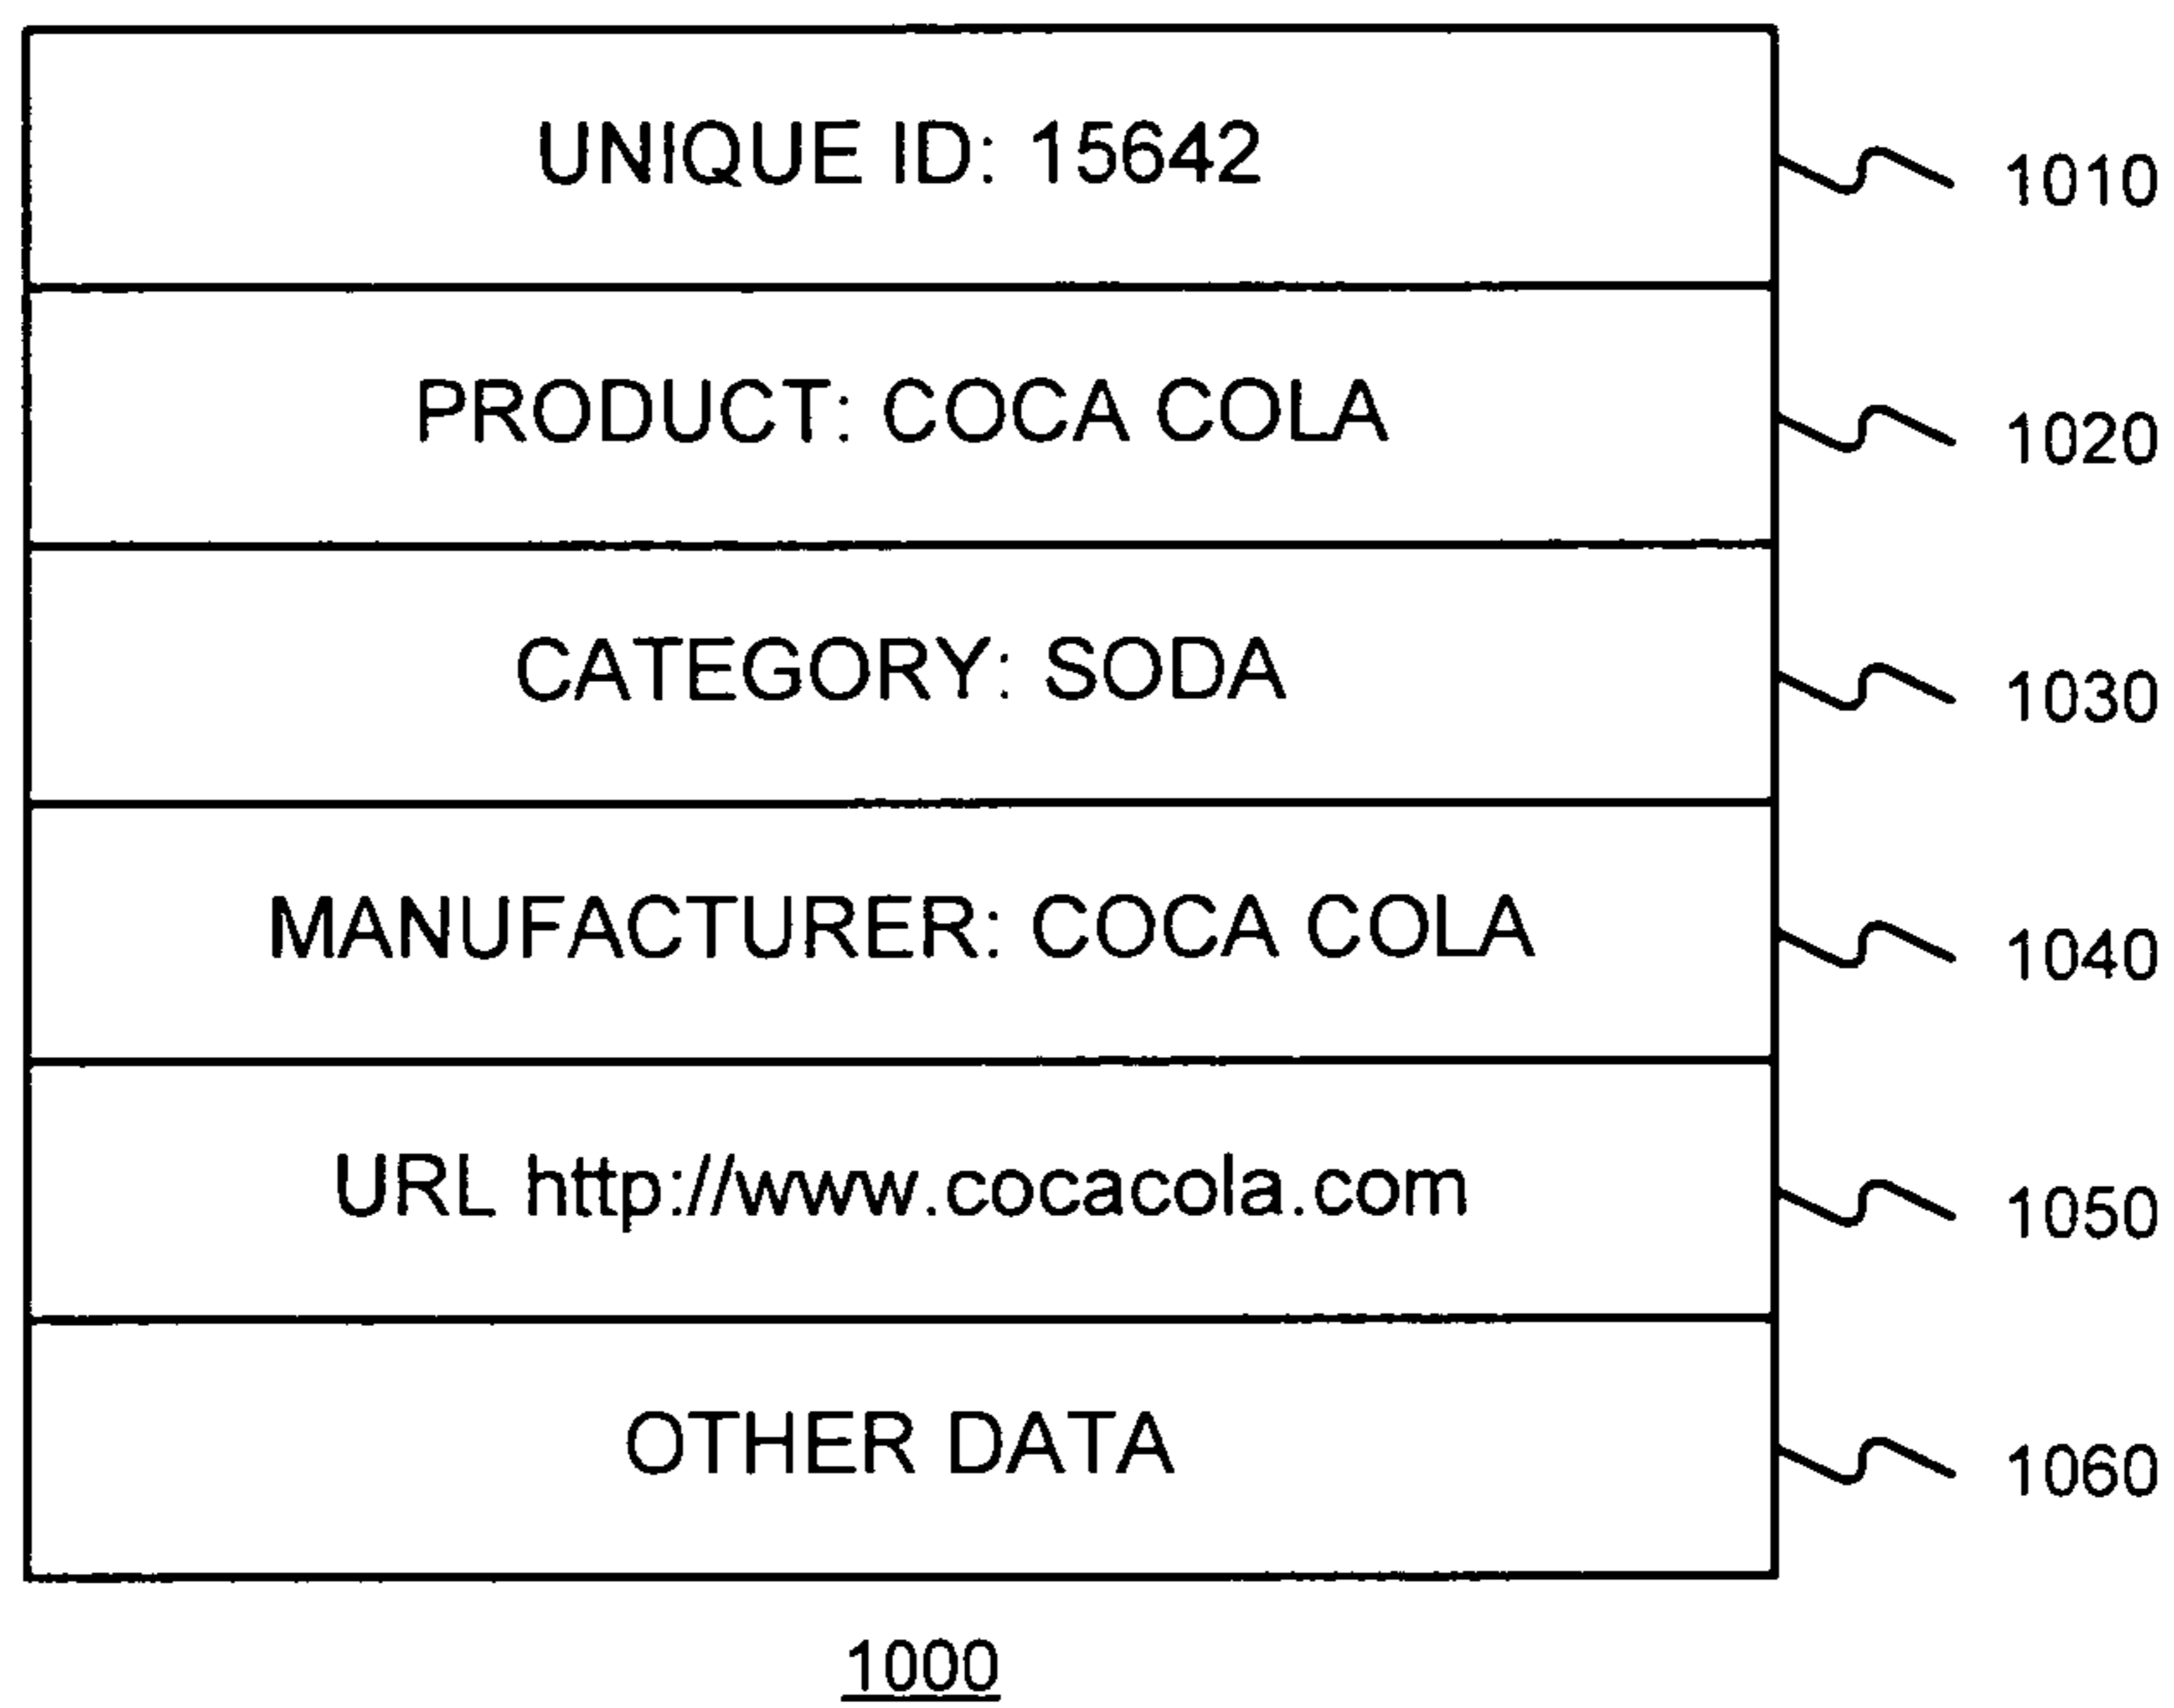 UNIQUE ID: 15642 1010
PRODUCT: COCA COLA 1020
CATEGORY: SODA 1030
MANUFACTURER: COCA COLA 1040
URL http://www.cocacola.com 1050
OTHER DATA 1060
1000